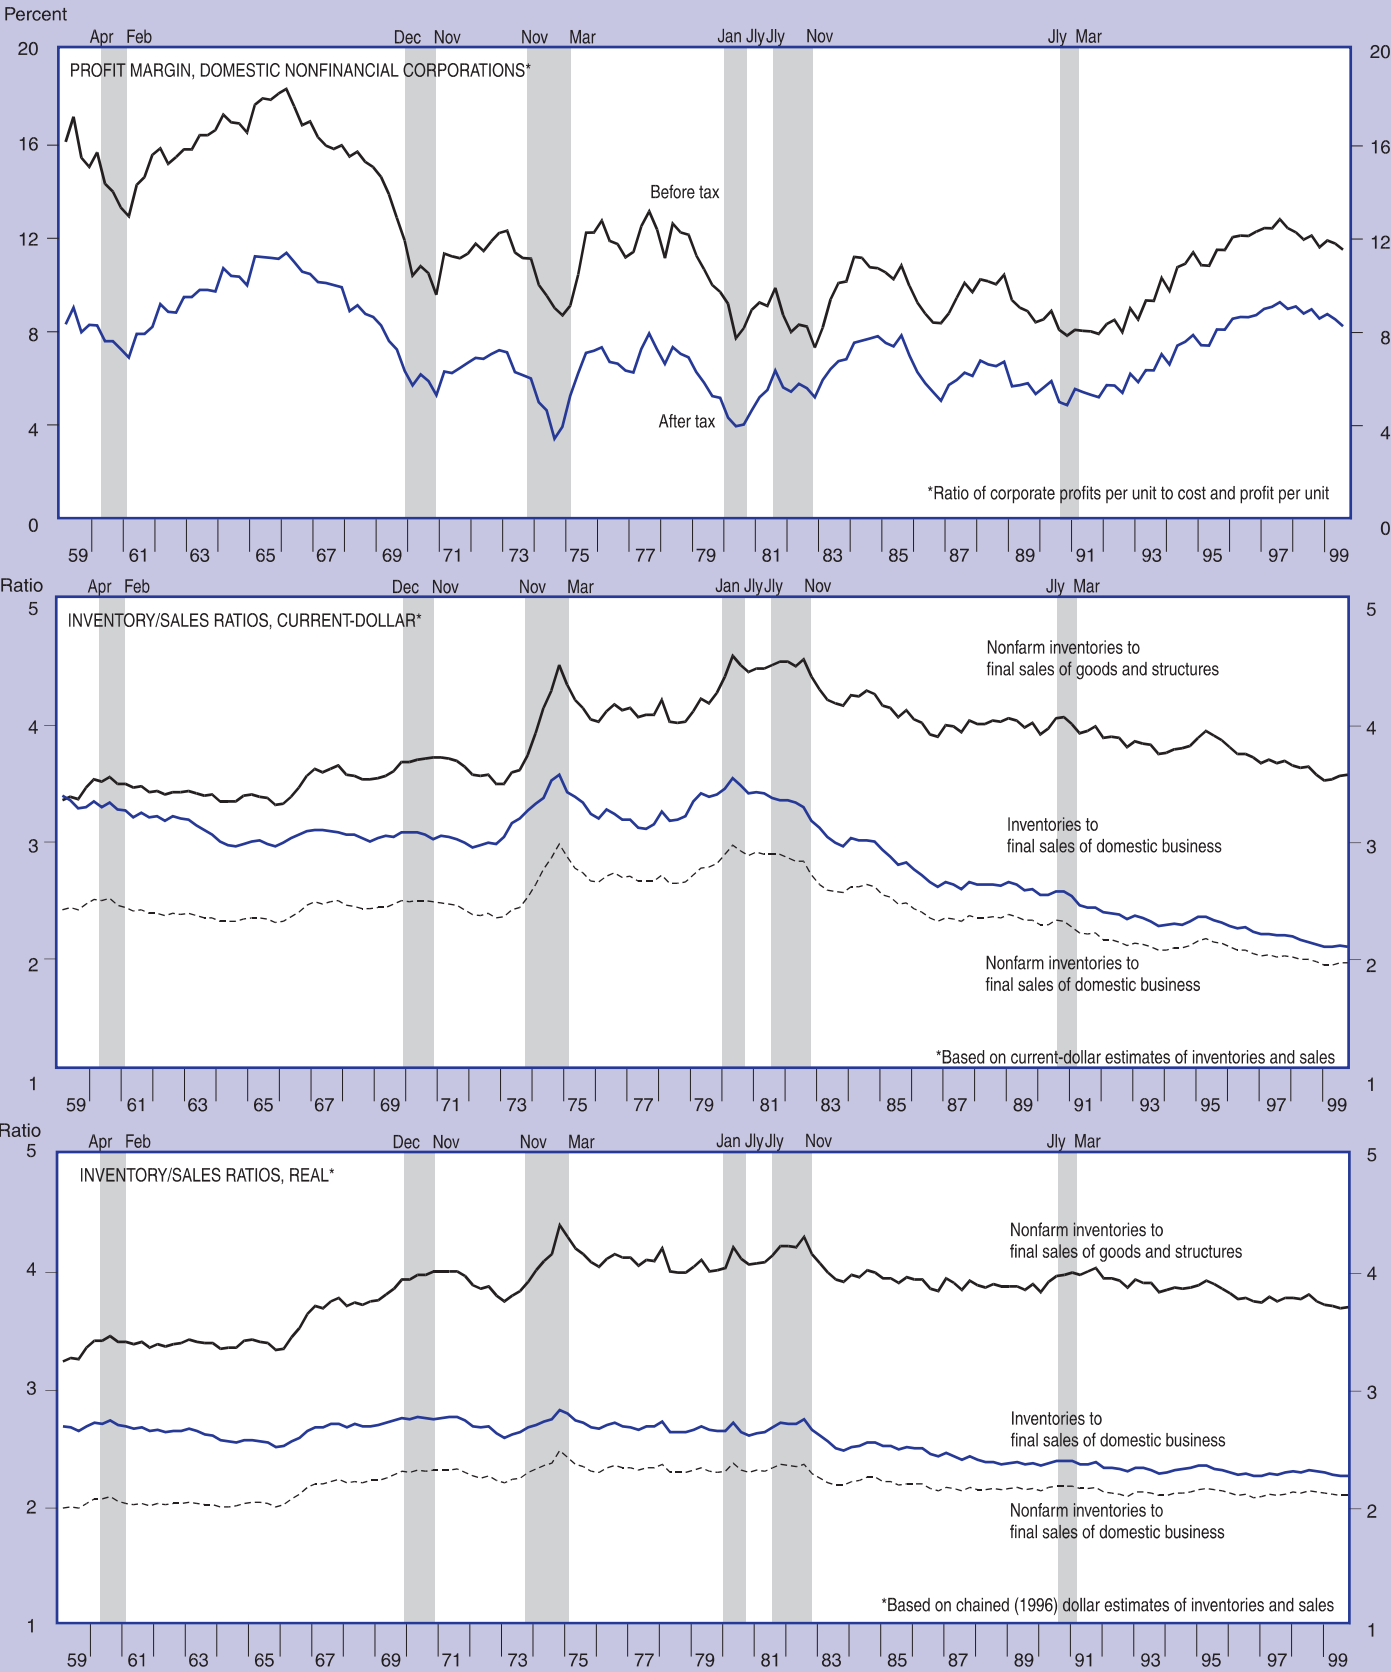 Percent
Apr Feb Dec Nov Nov Mar Jan Jly Jly Nov Jly Mar
20 20
PROFIT MARGIN, DOMESTIC NONFINANCIAL CORPORATIONS*
16 16
Before tax
12 12
8 8
After tax
4 4
*Ratio of corporate profits per unit to cost and profit per unit
0 0
59 61 63 65 67 69 71 73 75 77 79 81 83 85 87 89 91 93 95 97 99
Ratio
Apr Feb Dec Nov Nov Mar Jan Jly Jly Nov Jly Mar
5 5
INVENTORY/SALES RATIOS, CURRENT-DOLLAR*
Nonfarm inventories to
final sales of goods and structures
4 4
Inventories to
final sales of domestic business
3 3
Nonfarm inventories to
final sales of domestic business
2 2
*Based on current-dollar estimates of inventories and sales
1 1
59 61 63 65 67 69 71 73 75 77 79 81 83 85 87 89 91 93 95 97 99
Ratio
Apr Feb Dec Nov Nov Mar Jan Jly Jly Nov Jly Mar
5 5
INVENTORY/SALES RATIOS, REAL*
Nonfarm inventories to
final sales of goods and structures
4 4
3 3
Inventories to
final sales of domestic business
2 2
Nonfarm inventories to
final sales of domestic business
*Based on chained (1996) dollar estimates of inventories and sales
1 1
59 61 63 65 67 69 71 73 75 77 79 81 83 85 87 89 91 93 95 97 99